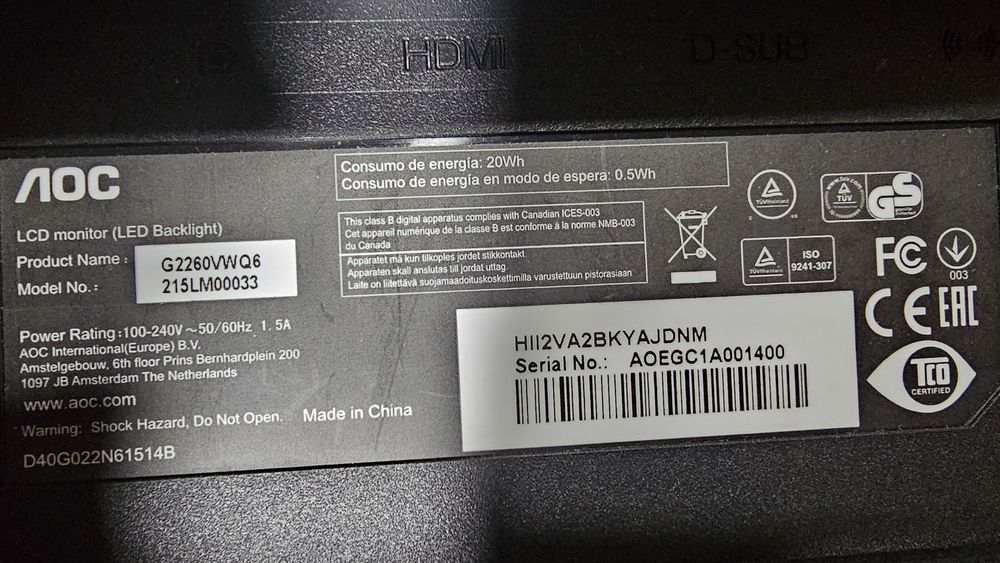 HDMI
D-SUB
AOC
LCD monitor (LED Backlight)
Product Name :
G2260VWQ6
Model No.:
215LM00033
Power Rating:100-240V~50/60Hz 1.5A
AOC International(Europe) B.V.
Amstelgebouw, 6th floor Prins Bernhardplein 200
1097 JB Amsterdam The Netherlands
www.aoc.com
Warning: Shock Hazard, Do Not Open.
Made in China
D40G022N61514B
Consumo de energía: 20Wh
Consumo de energía en modo de espera: 0.5Wh
This class B digital apparatus complies with Canadian ICES-003
Cet appareil numérique de la classe B est conforme à la norme NMB-003
du Canada
Apparatet må kun tilkoples jordet stikkontakt.
Apparaten skall anslutas till jordat uttag.
Laite on liitettävä suojamaadoituskoskettimilla varustettuun pistorasiaan
TÜVRheinland
C US
TÜV
GS
TÜVRheinland
ISO
9241-307
FC
003
CE
EAC
TCO
CERTIFIED
HII2VA2BKYAJDNM
Serial No.: AOEGC1A001400